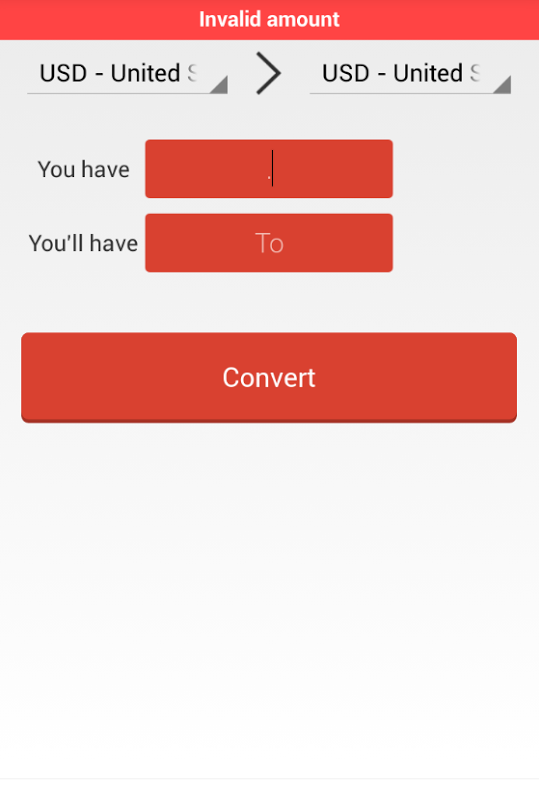 Invalid amount
USD - United S
USD - United S
You have
.
You'll have
To
Convert